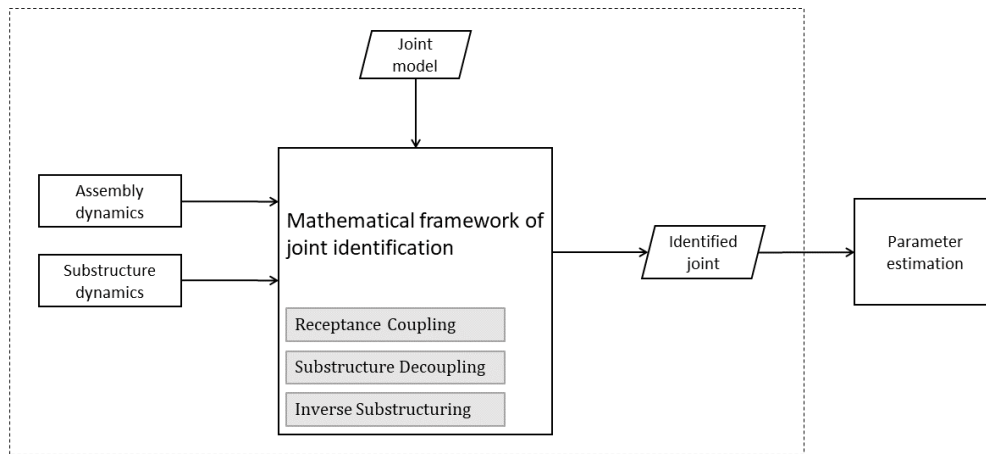 Joint
model
Assembly
dynamics
Substructure
dynamics
Mathematical framework of
joint identification
Receptance Coupling
Substructure Decoupling
Inverse Substructuring
Identified
joint
Parameter
estimation